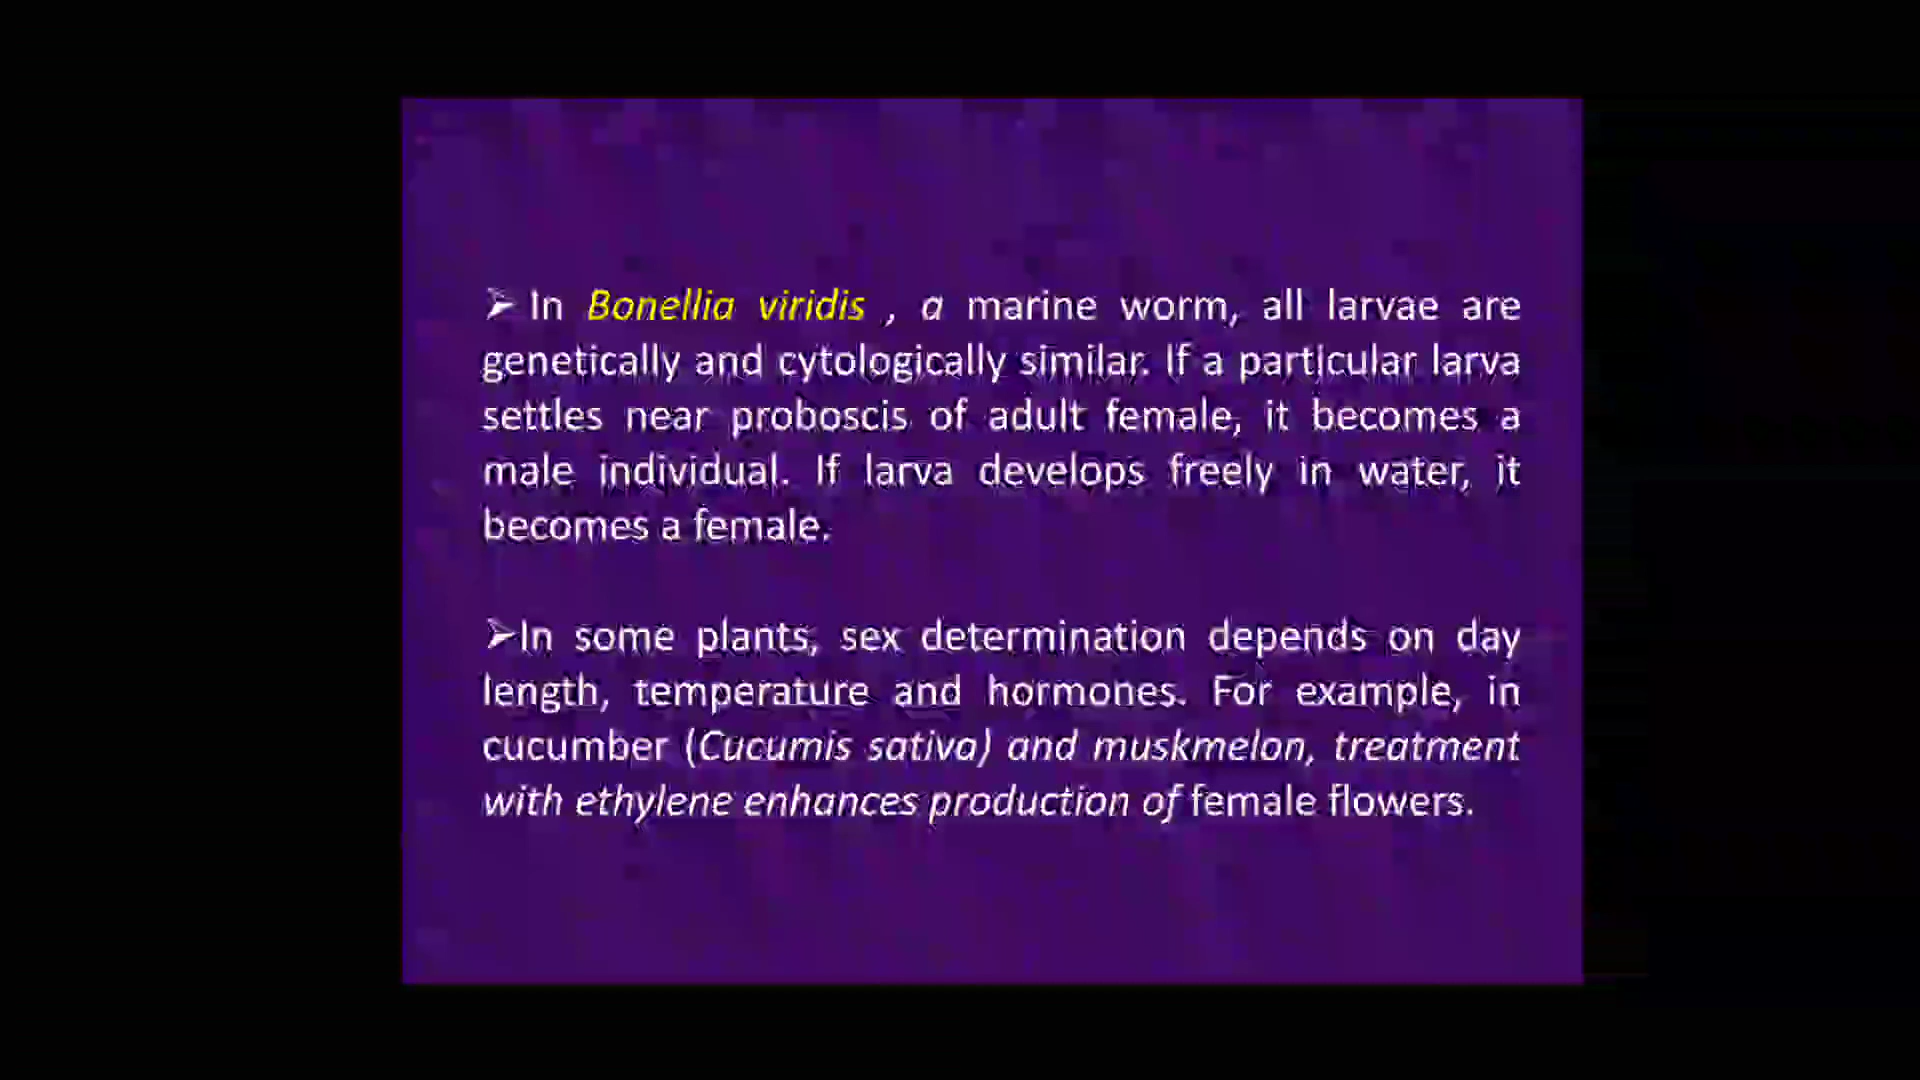 ➢ In Bonellia viridis , a marine worm, all larvae are
genetically and cytologically similar. If a particular larva
settles near proboscis of adult female, it becomes a
male individual. If larva develops freely in water, it
becomes a female.
➢In some plants, sex determination depends on day
length, temperature and hormones. For example, in
cucumber (Cucumis sativa) and muskmelon, treatment
with ethylene enhances production of female flowers.